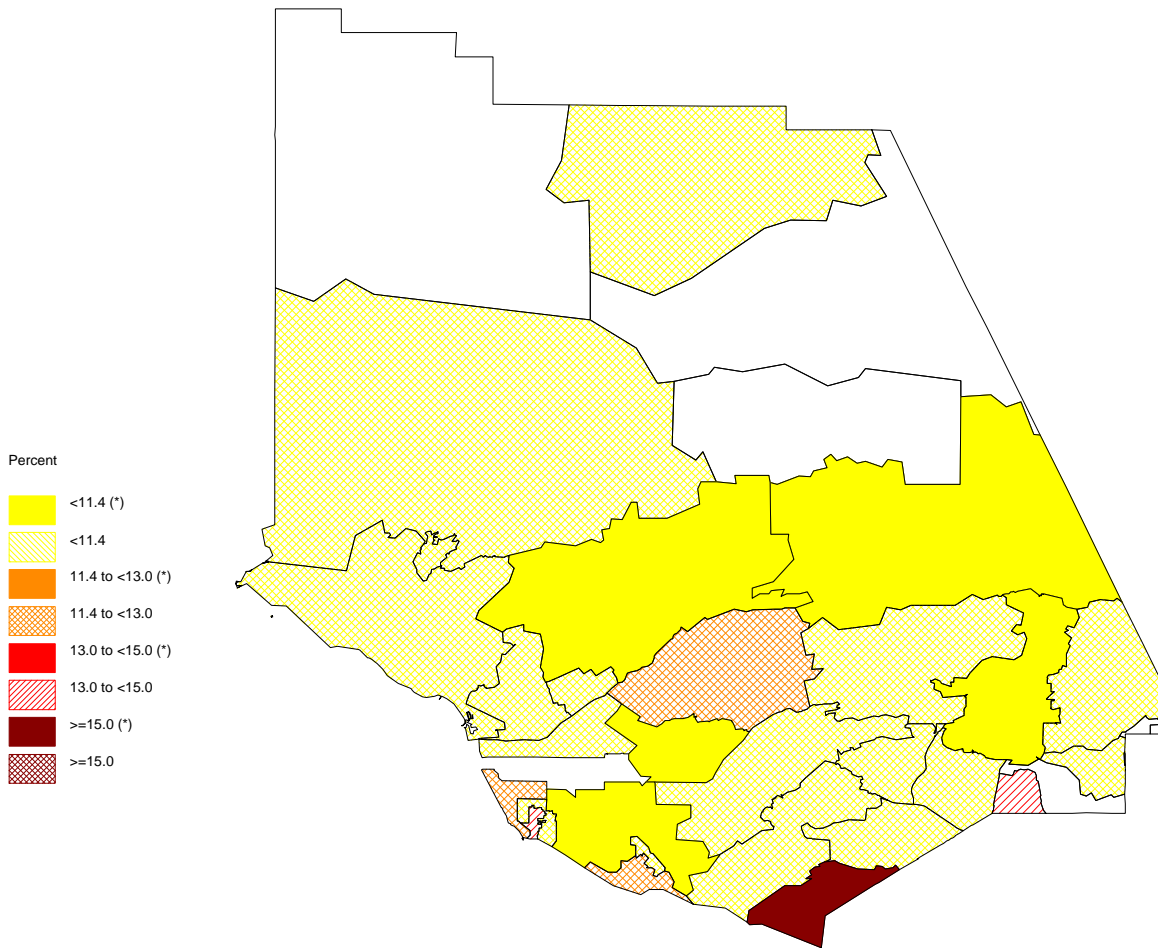 Percent
<11.4 (*)
<11.4
11.4 to <13.0 (*)
11.4 to <13.0
13.0 to <15.0 (*)
13.0 to <15.0
>=15.0 (*)
>=15.0